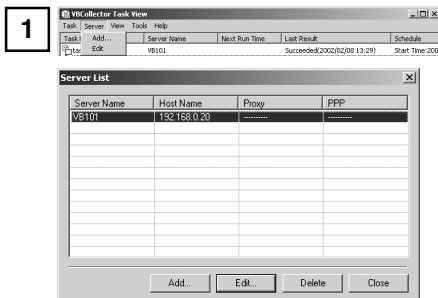 1
VBCollector Task View
Task Server View Tools Help
Task Server Name Next Run Time Last Result Schedule
Add...
Edit
VB101 Succeeded(2002/02/08 13:29) Start Time:200
Server List
Server Name Host Name Proxy PPP
VB101 192.168.0.20 ---------- ----------
Add... Edit... Delete Close